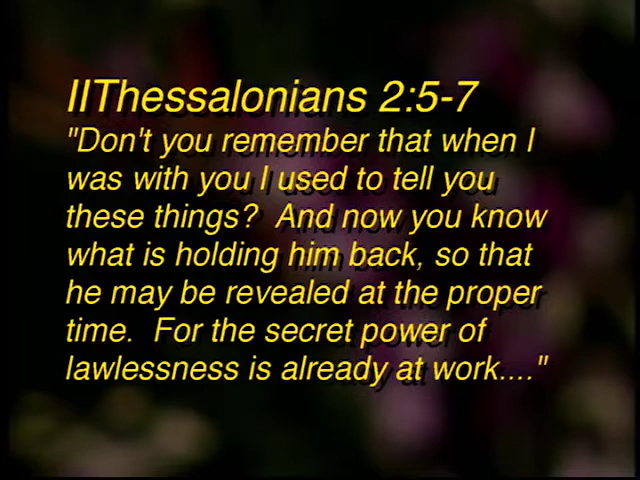 IIThessalonians 2:5-7
"Don't you remember that when I
was with you I used to tell you
these things?  And now you know
what is holding him back, so that
he may be revealed at the proper
time.  For the secret power of
lawlessness is already at work...."